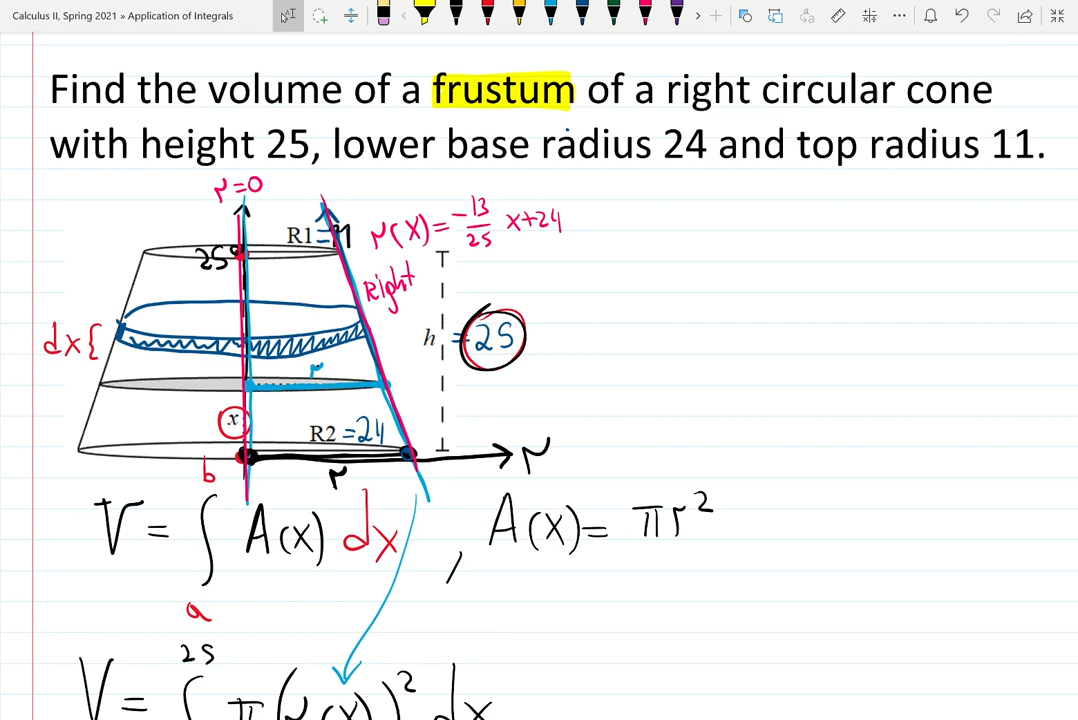 Calculus II, Spring 2021 » Application of Integrals
Find the volume of a frustum of a right circular cone
with height 25, lower base radius 24 and top radius 11.
r=0
R1=11
r(x)= -13/25 x+24
25
Right
dx{
h = 25
r
x
R2 =24
r
r
b
V= ∫ A(x) dx , A(x)= πr²
a
25
V= ∫ π(r(x))² dx